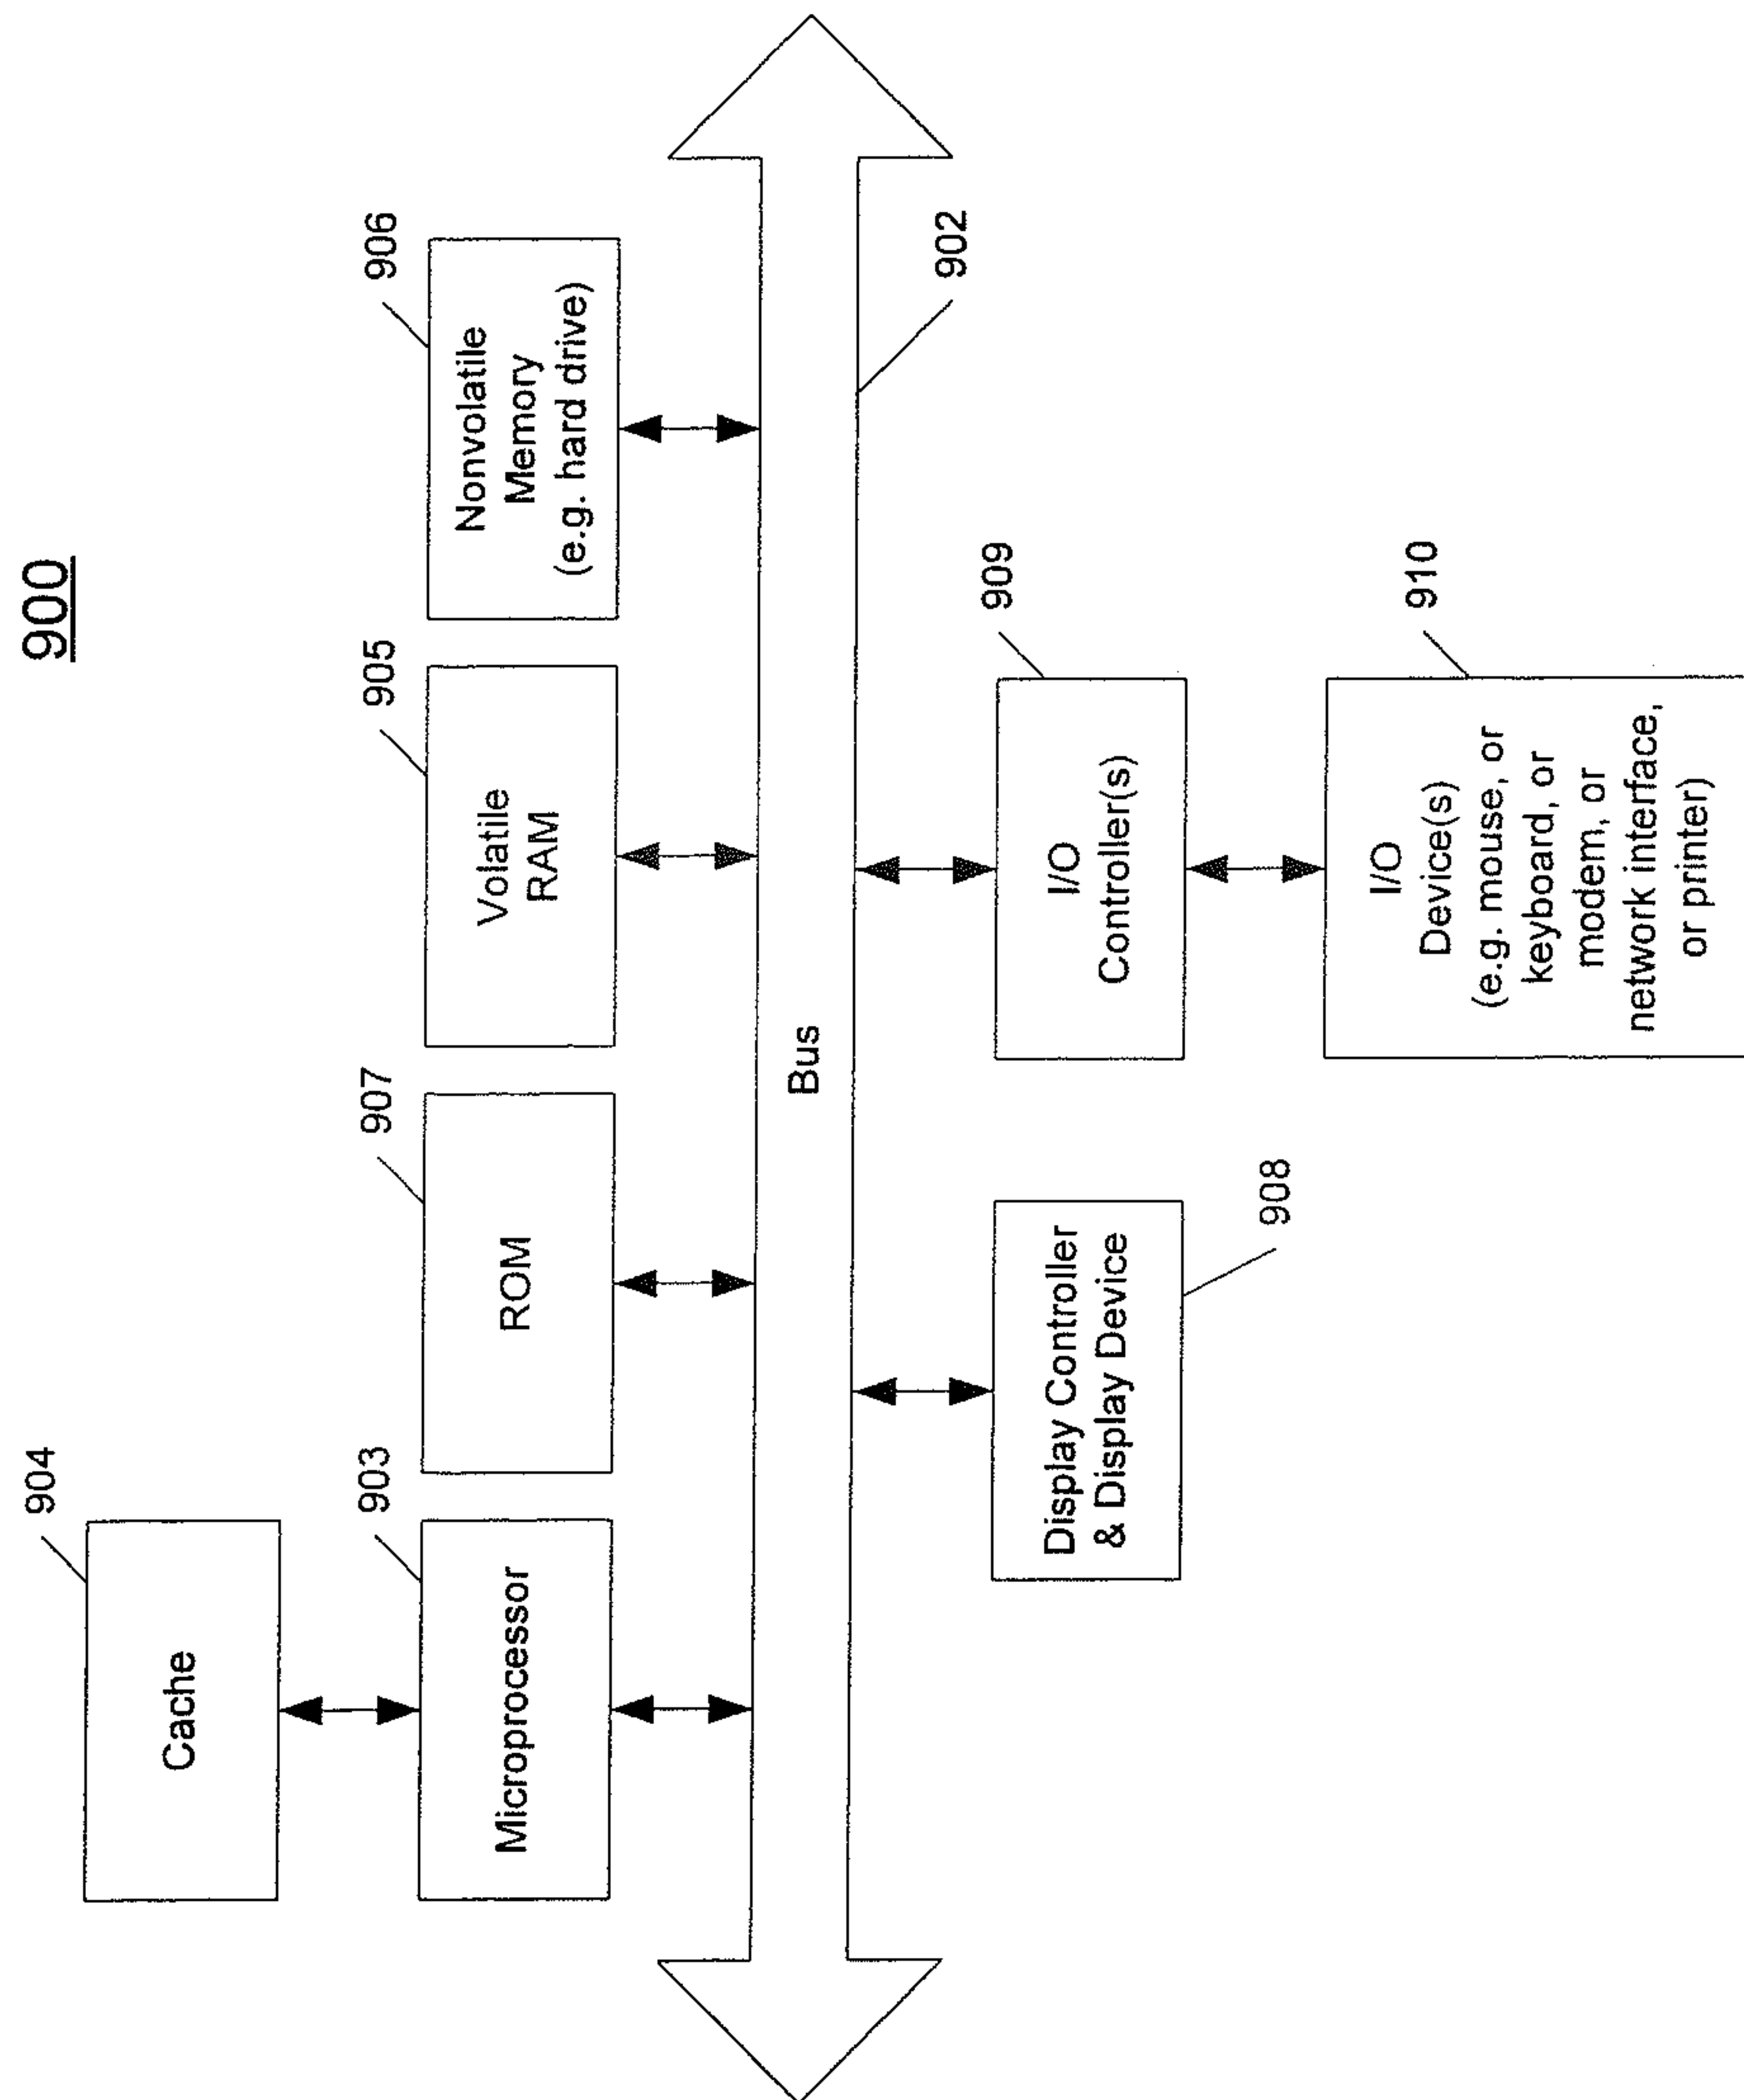 900
904
Cache
903
907
905
906
Microprocessor
ROM
Volatile
RAM
Nonvolatile
Memory
(e.g. hard drive)
Bus
902
909
Display Controller
& Display Device
908
I/O
Controller(s)
910
I/O
Device(s)
(e.g. mouse, or
keyboard, or
modem, or
network interface,
or printer)